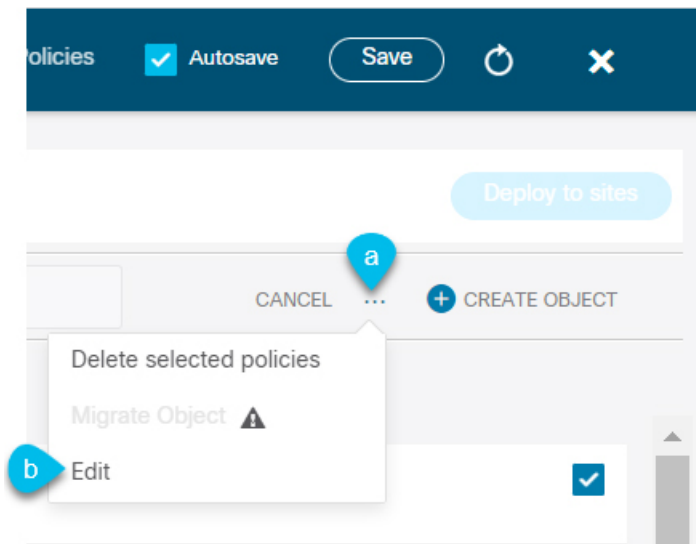 olicies Autosave Save
Deploy to sites
a
CANCEL ... CREATE OBJECT
Delete selected policies
Migrate Object
b Edit